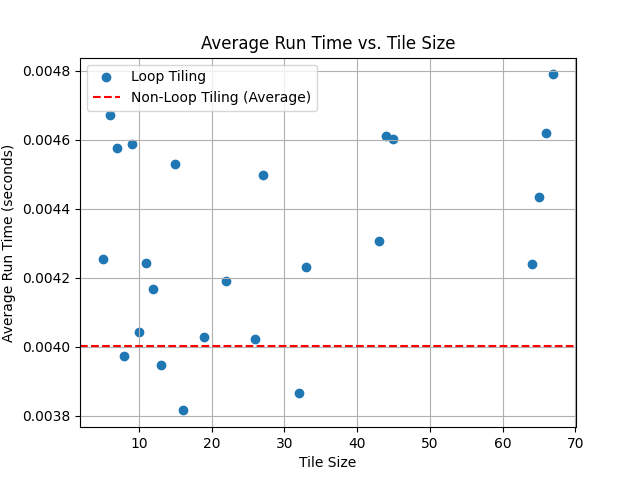 Average Run Time vs. Tile Size
Loop Tiling
Non-Loop Tiling (Average)
Average Run Time (seconds)
0.0048
0.0046
0.0044
0.0042
0.0040
0.0038
10 20 30 40 50 60 70
Tile Size